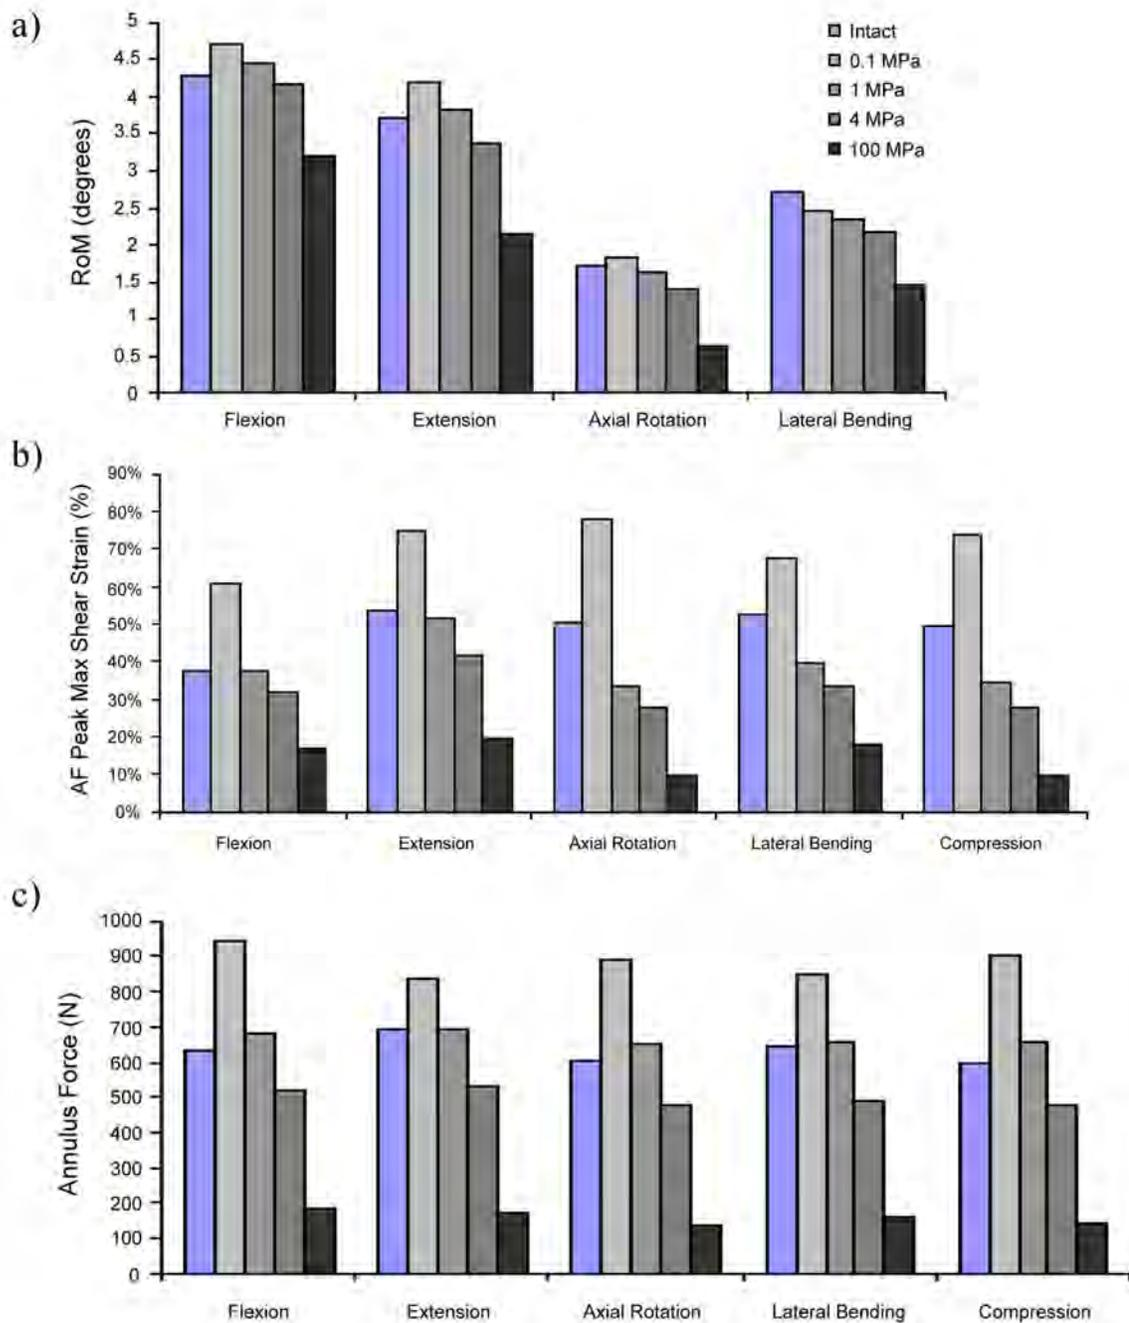 a)
RoM (degrees)
5
4.5
4
3.5
3
2.5
2
1.5
1
0.5
0
Intact
0.1 MPa
1 MPa
4 MPa
100 MPa
Flexion Extension Axial Rotation Lateral Bending
b)
AF Peak Max Shear Strain (%)
90%
80%
70%
60%
50%
40%
30%
20%
10%
0%
Flexion Extension Axial Rotation Lateral Bending Compression
c)
Annulus Force (N)
1000
900
800
700
600
500
400
300
200
100
0
Flexion Extension Axial Rotation Lateral Bending Compression